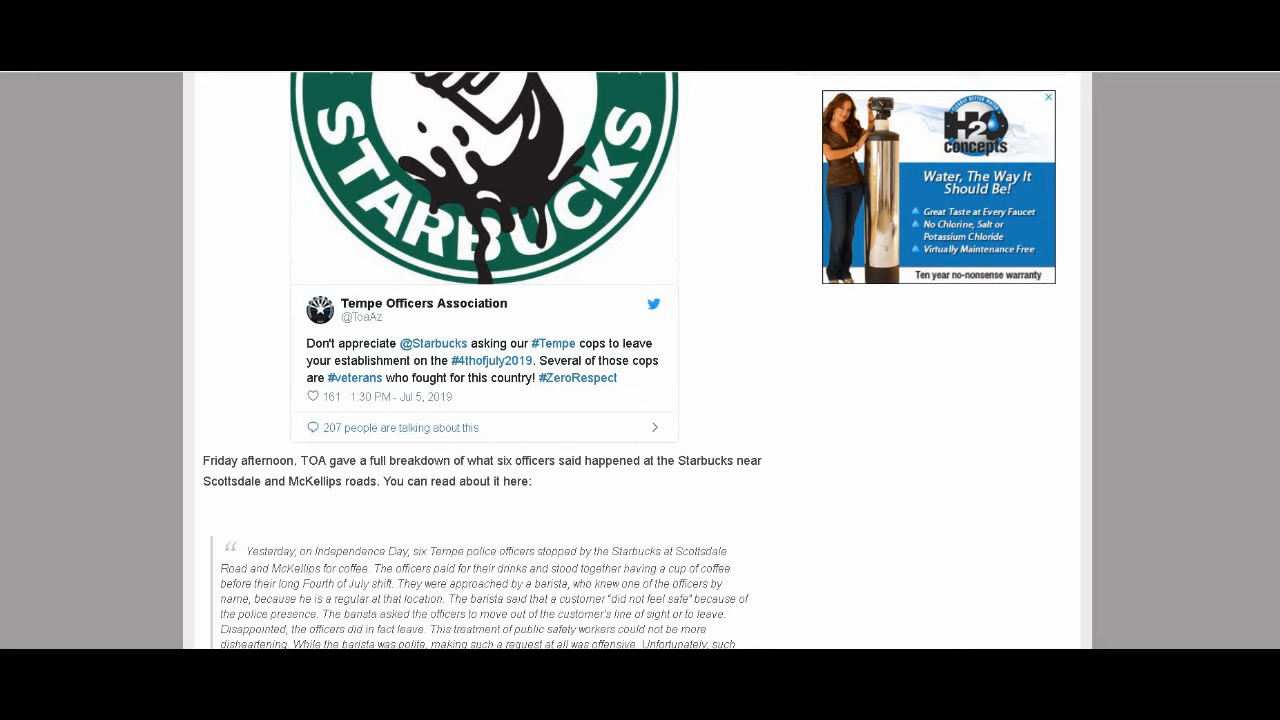 STARBUCKS
Tempe Officers Association
@ToaAz
Don't appreciate @Starbucks asking our #Tempe cops to leave
your establishment on the #4thofjuly2019. Several of those cops
are #veterans who fought for this country! #ZeroRespect
161 1:30 PM - Jul 5, 2019
207 people are talking about this
Friday afternoon, TOA gave a full breakdown of what six officers said happened at the Starbucks near
Scottsdale and McKellips roads. You can read about it here:
“ Yesterday, on Independence Day, six Tempe police officers stopped by the Starbucks at Scottsdale
Road and McKellips for coffee. The officers paid for their drinks and stood together having a cup of coffee
before their long Fourth of July shift. They were approached by a barista, who knew one of the officers by
name, because he is a regular at that location. The barista said that a customer “did not feel safe” because of
the police presence. The barista asked the officers to move out of the customer's line of sight or to leave.
Disappointed, the officers did in fact leave. This treatment of public safety workers could not be more
disheartening. While the barista was polite, making such a request at all was offensive. Unfortunately, such
H2O
concepts
Water, The Way It
Should Be!
Great Taste at Every Faucet
No Chlorine, Salt or
Potassium Chloride
Virtually Maintenance Free
Ten year no-nonsense warranty